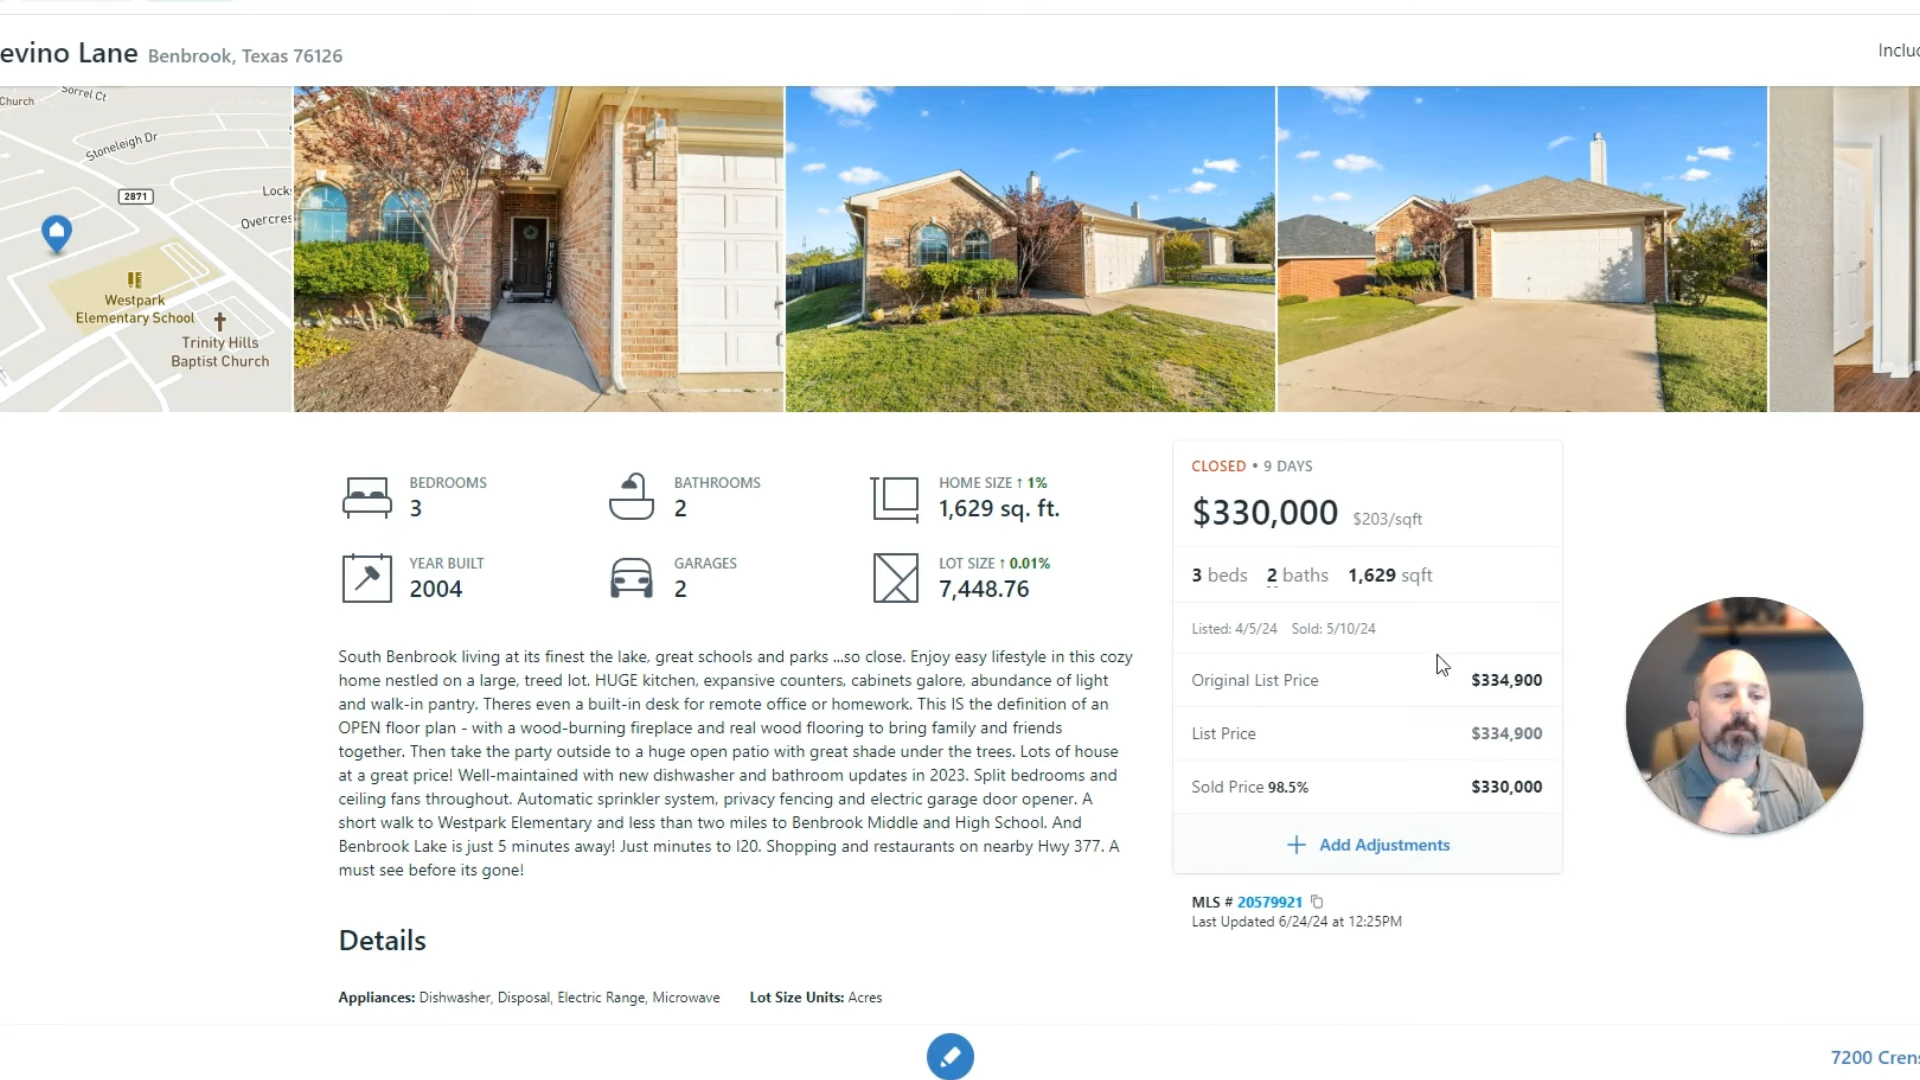 evino Lane Benbrook, Texas 76126
Inclu
Church
Sorrel Ct
Stoneleigh Dr
2871
Lock
Overcres
Westpark
Elementary School
Trinity Hills
Baptist Church
WELCOME
BEDROOMS
3
BATHROOMS
2
HOME SIZE ↑ 1%
1,629 sq. ft.
YEAR BUILT
2004
GARAGES
2
LOT SIZE ↑ 0.01%
7,448.76
South Benbrook living at its finest the lake, great schools and parks ...so close. Enjoy easy lifestyle in this cozy
home nestled on a large, treed lot. HUGE kitchen, expansive counters, cabinets galore, abundance of light
and walk-in pantry. Theres even a built-in desk for remote office or homework. This IS the definition of an
OPEN floor plan - with a wood-burning fireplace and real wood flooring to bring family and friends
together. Then take the party outside to a huge open patio with great shade under the trees. Lots of house
at a great price! Well-maintained with new dishwasher and bathroom updates in 2023. Split bedrooms and
ceiling fans throughout. Automatic sprinkler system, privacy fencing and electric garage door opener. A
short walk to Westpark Elementary and less than two miles to Benbrook Middle and High School. And
Benbrook Lake is just 5 minutes away! Just minutes to I20. Shopping and restaurants on nearby Hwy 377. A
must see before its gone!
Details
Appliances: Dishwasher, Disposal, Electric Range, Microwave Lot Size Units: Acres
CLOSED • 9 DAYS
$330,000 $203/sqft
3 beds 2 baths 1,629 sqft
Listed: 4/5/24 Sold: 5/10/24
Original List Price $334,900
List Price $334,900
Sold Price 98.5% $330,000
+ Add Adjustments
MLS # 20579921
Last Updated 6/24/24 at 12:25PM
7200 Cren